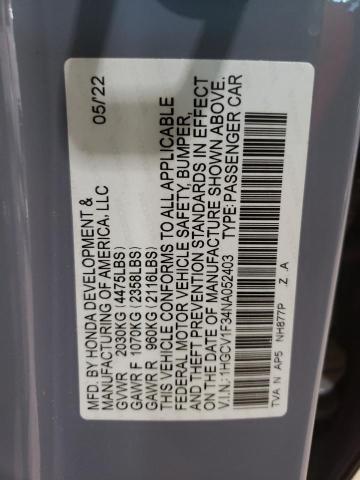 MFD. BY HONDA DEVELOPMENT & 05/22
MANUFACTURING OF AMERICA, LLC
GVWR 2030KG (4475LBS)
GAWR F 1070KG (2358LBS)
GAWR R 960KG (2116LBS)
THIS VEHICLE CONFORMS TO ALL APPLICABLE
FEDERAL MOTOR VEHICLE SAFETY, BUMPER,
AND THEFT PREVENTION STANDARDS IN EFFECT
ON THE DATE OF MANUFACTURE SHOWN ABOVE.
V.I.N.: 1HGCV1F34NA052403 TYPE: PASSENGER CAR
TVA N AP5 NH877P Z .A